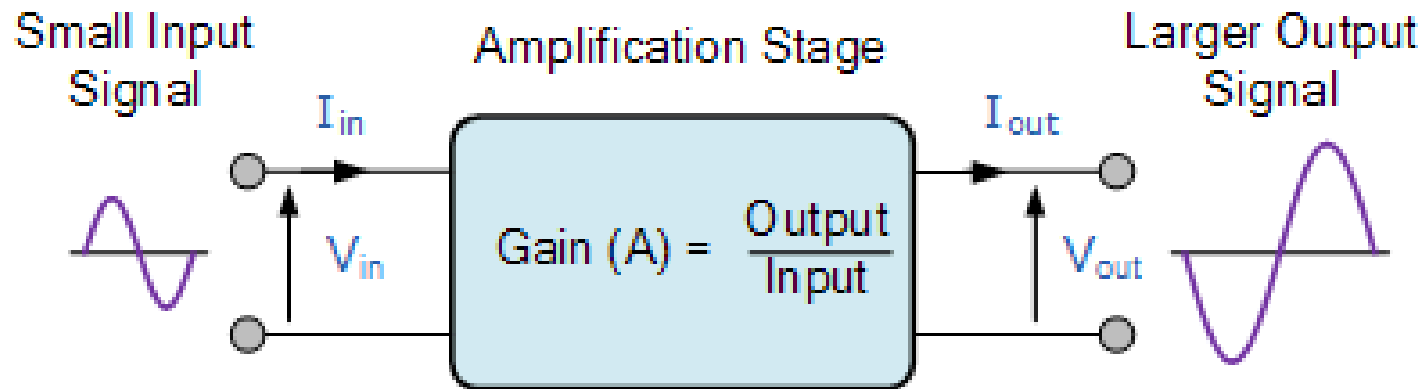 Small Input
Signal
Amplification Stage
Larger Output
Signal
Iin
Iout
Vin
Gain (A) = Output
Input
Vout